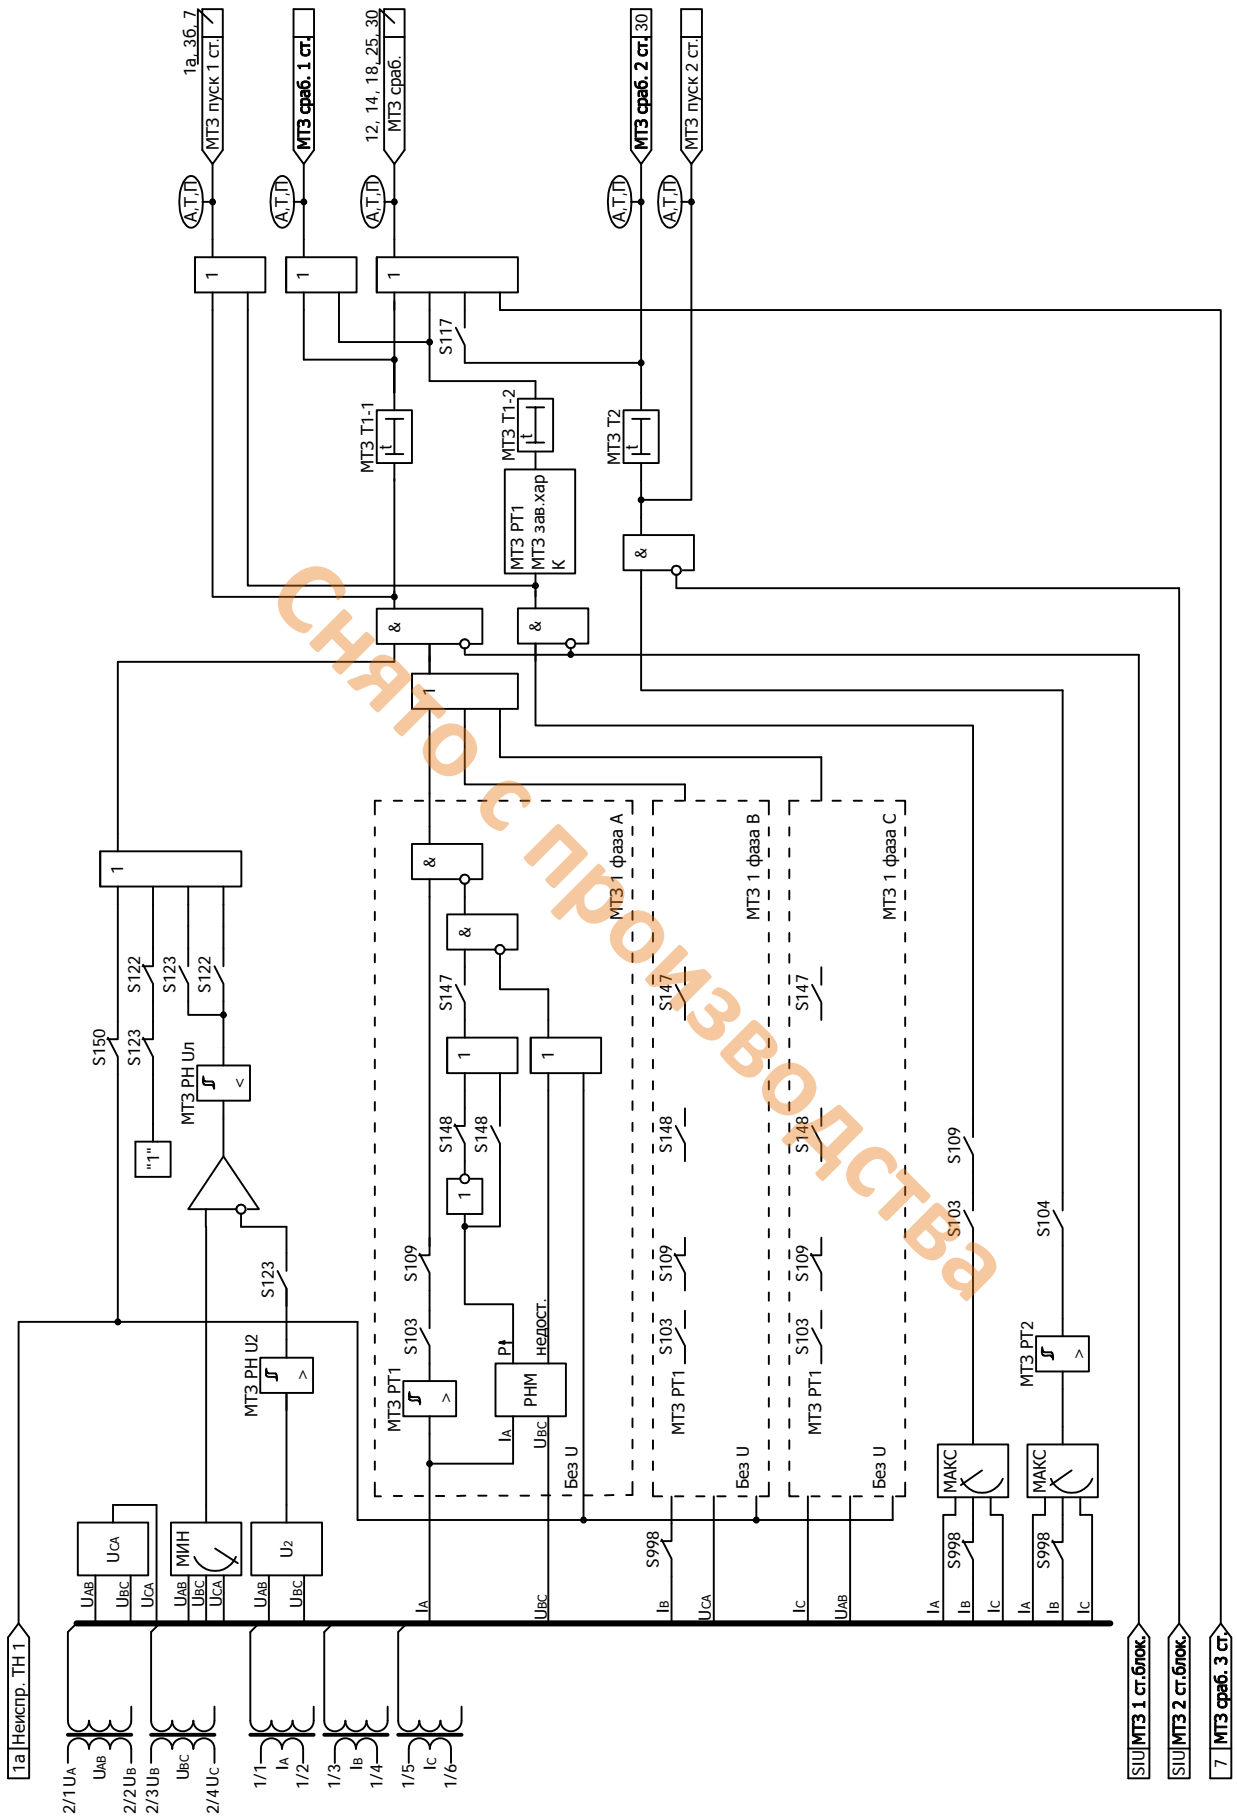 1а, 3б, 7
МТЗ пуск 1 ст.
МТЗ сраб. 1 ст.
12, 14, 18, 25, 30
МТЗ сраб.
МТЗ сраб. 2 ст. 30
МТЗ пуск 2 ст.
А,Т,П
А,Т,П
А,Т,П
А,Т,П
А,Т,П
1
1
1
S117
МТЗ Т1-1
t
МТЗ Т1-2
t
МТЗ Т2
t
МТЗ РТ1
МТЗ зав.хар
К
&
&
&
1
1
S150
S122
S123
S123
S122
"1"
МТЗ РН Uл
<
S123
МТЗ РН U2
>
МТЗ 1 фаза А
&
&
S147
1
1
S148
S148
1
S109
S103
МТЗ РТ1
>
P
недост.
РНМ
IA
UBC
Без U
МТЗ 1 фаза В
S147
S148
S109
S103
МТЗ РТ1
Без U
МТЗ 1 фаза С
S147
S148
S109
S103
МТЗ РТ1
Без U
S109
S103
S104
МТЗ РТ2
>
МАКС
МАКС
S998
S998
S998
UCA
UAB
UBC
UCA
МИН
UAB
UBC
UCA
U2
UAB
UBC
IA
UBC
IB
UCA
IC
UAB
IA
IB
IC
IA
IB
IC
1а Неиспр. ТН 1
2/1 UA
UAB
2/2 UB
2/3 UB
UBC
2/4 UC
1/1
IA
1/2
1/3
IB
1/4
1/5
IC
1/6
SIU МТЗ 1 ст.блок.
SIU МТЗ 2 ст.блок.
7 МТЗ сраб. 3 ст.
Снято с производства